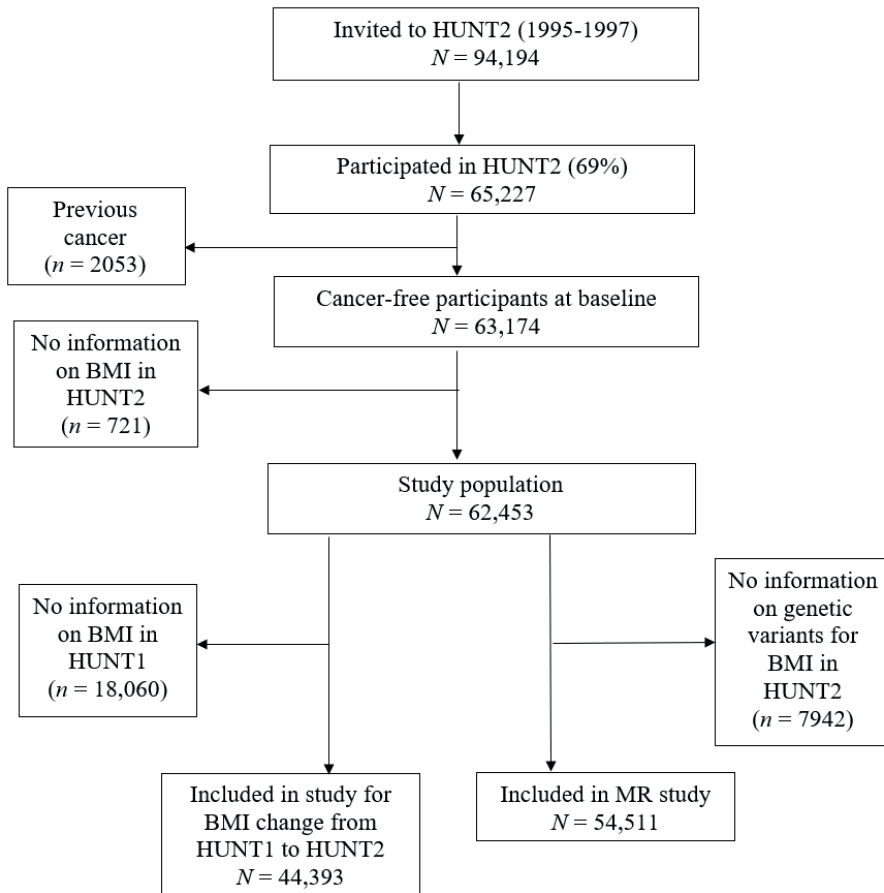 Invited to HUNT2 (1995-1997)
N = 94,194
Participated in HUNT2 (69%)
N = 65,227
Previous
cancer
(n = 2053)
Cancer-free participants at baseline
N = 63,174
No information
on BMI in
HUNT2
(n = 721)
Study population
N = 62,453
No information
on BMI in
HUNT1
(n = 18,060)
No information
on genetic
variants for
BMI in
HUNT2
(n = 7942)
Included in study for
BMI change from
HUNT1 to HUNT2
N = 44,393
Included in MR study
N = 54,511